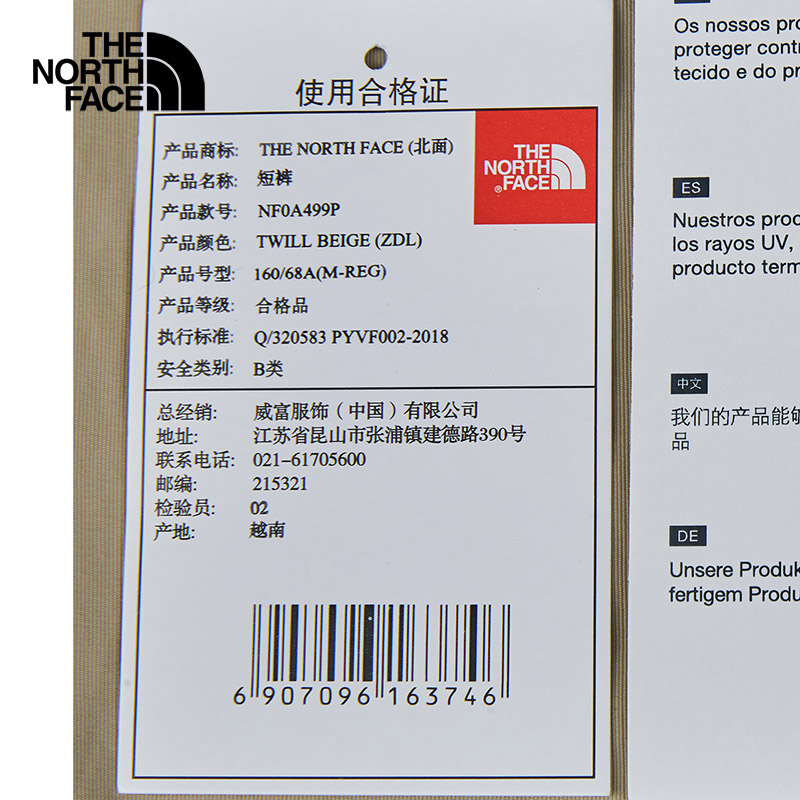 THE
NORTH
FACE
使用合格证
产品商标: THE NORTH FACE (北面)
产品名称: 短裤
产品款号: NF0A499P
产品颜色: TWILL BEIGE (ZDL)
产品号型: 160/68A(M-REG)
产品等级: 合格品
执行标准: Q/320583 PYVF002-2018
安全类别: B类
THE
NORTH
®FACE
总经销: 威富服饰（中国）有限公司
地址: 江苏省昆山市张浦镇建德路390号
联系电话: 021-61705600
邮编: 215321
检验员: 02
产地: 越南
6 907096 163746
Os nossos pro
proteger cont
tecido e do pr
ES
Nuestros prod
los rayos UV,
producto term
中文
我们的产品能够
品
DE
Unsere Produk
fertigem Produ